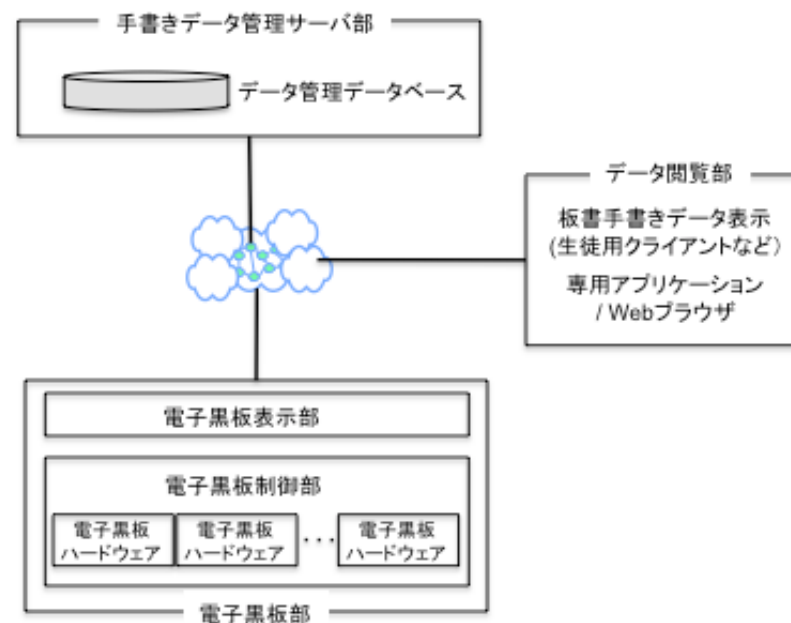 手書きデータ管理サーバ部
データ管理データベース
データ閲覧部
板書手書きデータ表示
(生徒用クライアントなど)
専用アプリケーション
/ Webブラウザ
電子黒板表示部
電子黒板制御部
電子黒板
ハードウェア
電子黒板
ハードウェア
･･･
電子黒板
ハードウェア
電子黒板部